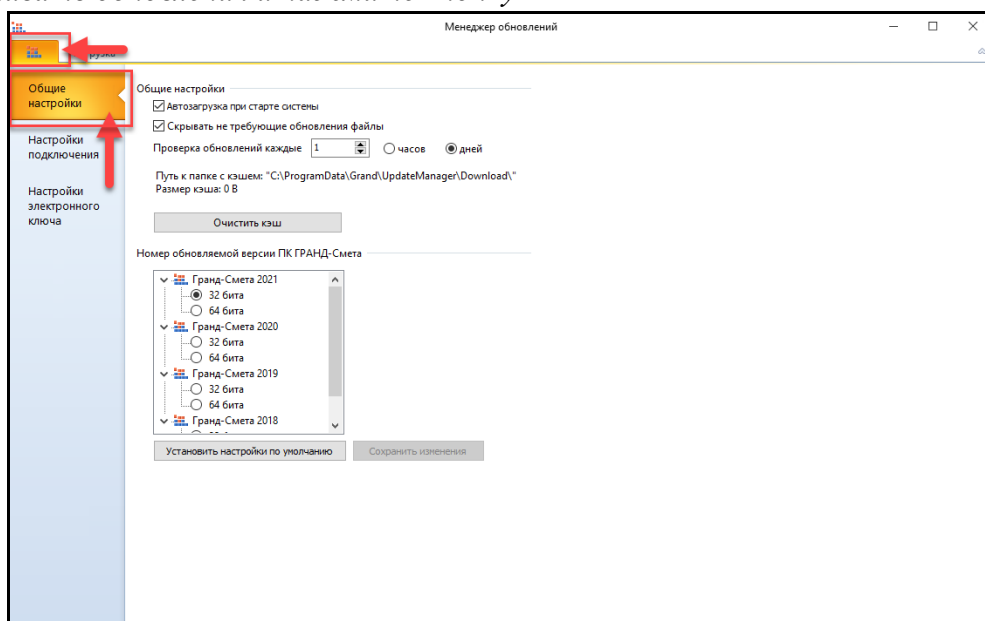 Менеджер обновлений
Общие настройки
Настройки подключения
Настройки электронного ключа
Общие настройки
Автозагрузка при старте системы
Скрывать не требующие обновления файлы
Проверка обновлений каждые 1 часов дней
Путь к папке с кэшем: "C:\ProgramData\Grand\UpdateManager\Download\"
Размер кэша: 0 В
Очистить кэш
Номер обновляемой версии ПК ГРАНД-Смета
Гранд-Смета 2021
32 бита
64 бита
Гранд-Смета 2020
32 бита
64 бита
Гранд-Смета 2019
32 бита
64 бита
Гранд-Смета 2018
Установить настройки по умолчанию Сохранить изменения